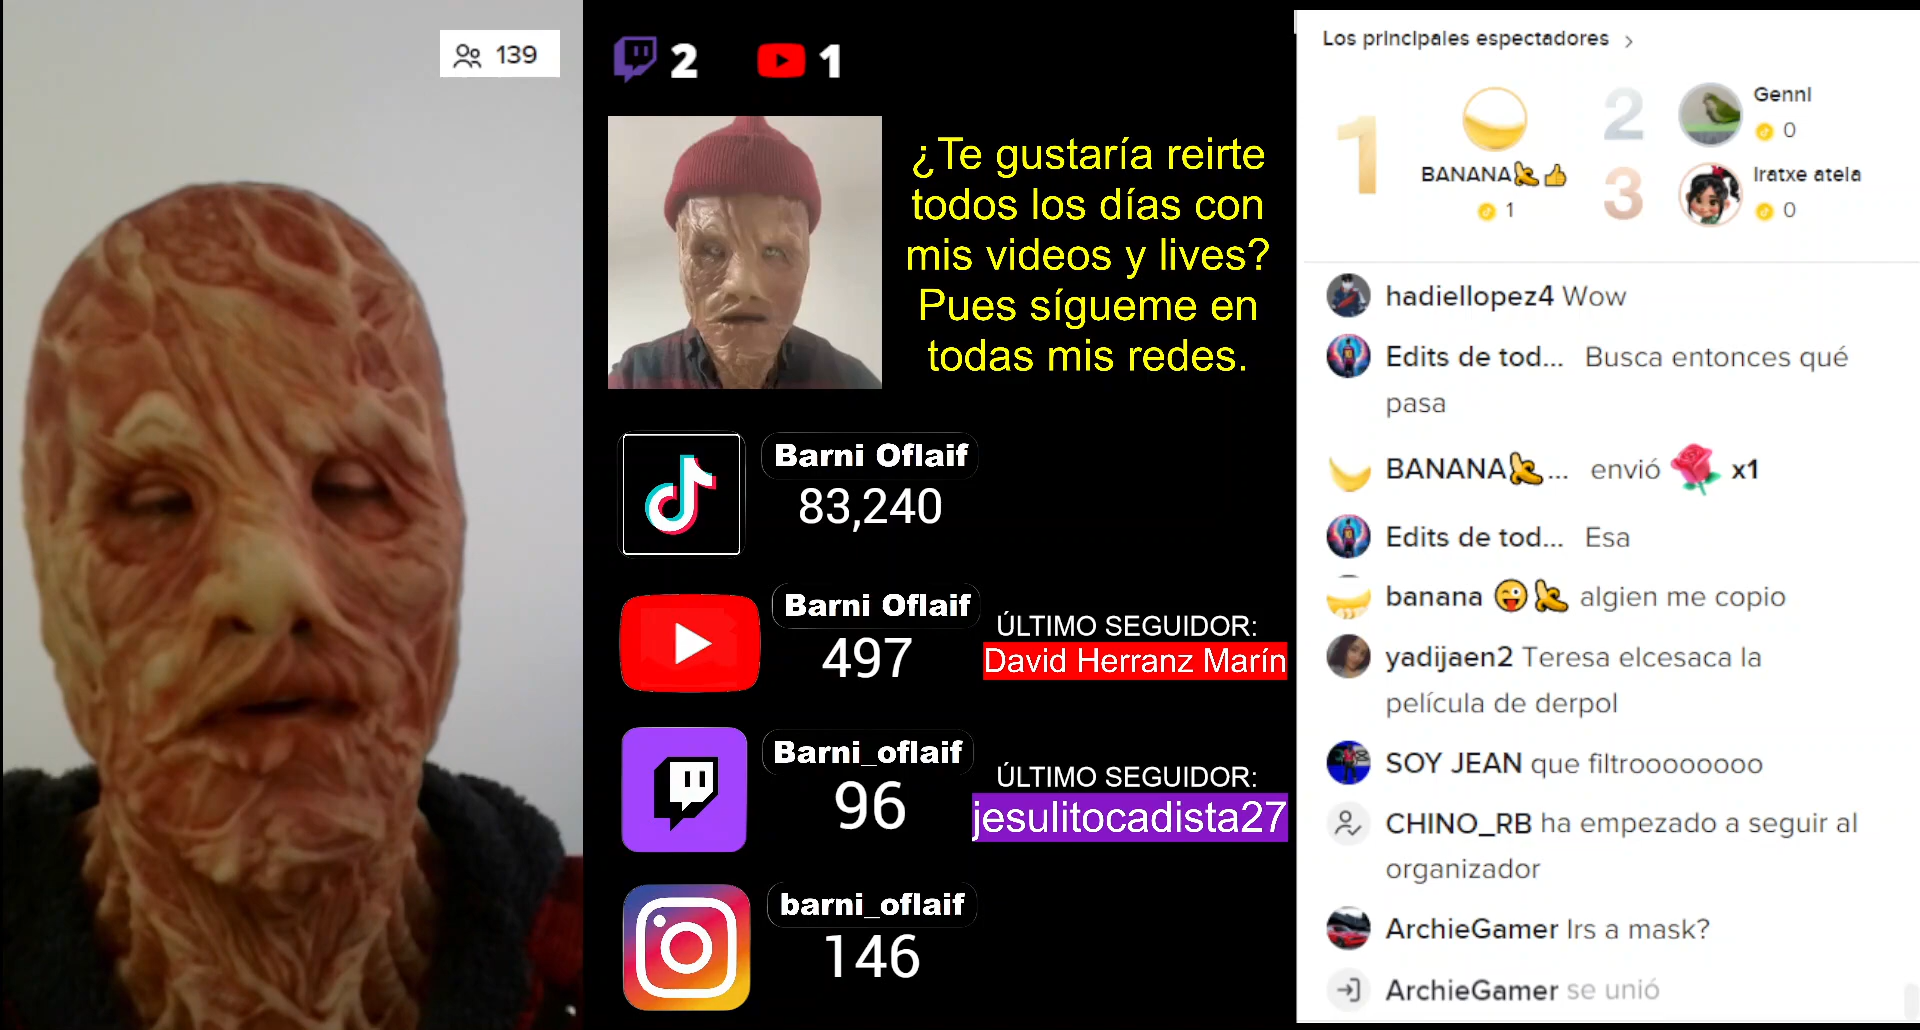 139
2
1
¿Te gustaría reirte
todos los días con
mis videos y lives?
Pues sígueme en
todas mis redes.
Barni Oflaif
83,240
Barni Oflaif
497
ÚLTIMO SEGUIDOR:
David Herranz Marín
Barni_oflaif
96
ÚLTIMO SEGUIDOR:
jesulitocadista27
barni_oflaif
146
Los principales espectadores >
1
BANANA
1
2
Genni
0
3
Iratxe atela
0
hadiellopez4 Wow
Edits de tod... Busca entonces qué
pasa
BANANA... envió x1
Edits de tod... Esa
banana algien me copio
yadijaen2 Teresa elcesaca la
película de derpol
SOY JEAN que filtroooooooo
CHINO_RB ha empezado a seguir al
organizador
ArchieGamer Irs a mask?
ArchieGamer se unió